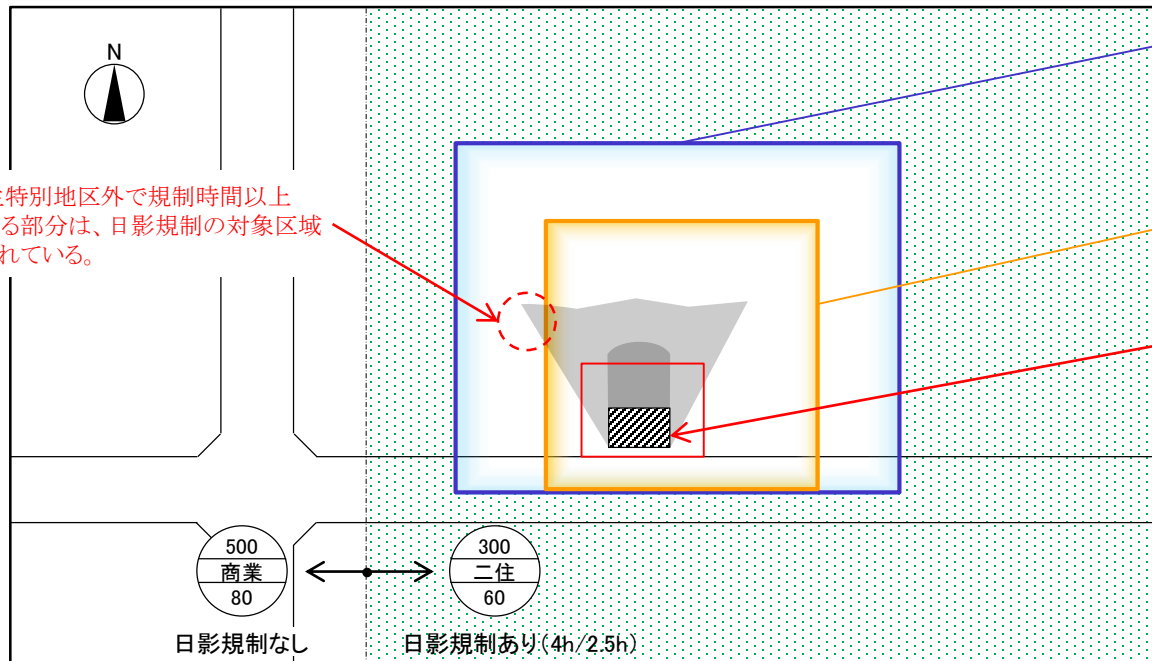 N
生特別地区外で規制時間以上
る部分は、日影規制の対象区域
れている。
500
商業
80
300
二住
60
日影規制なし
日影規制あり(4h/2.5h)